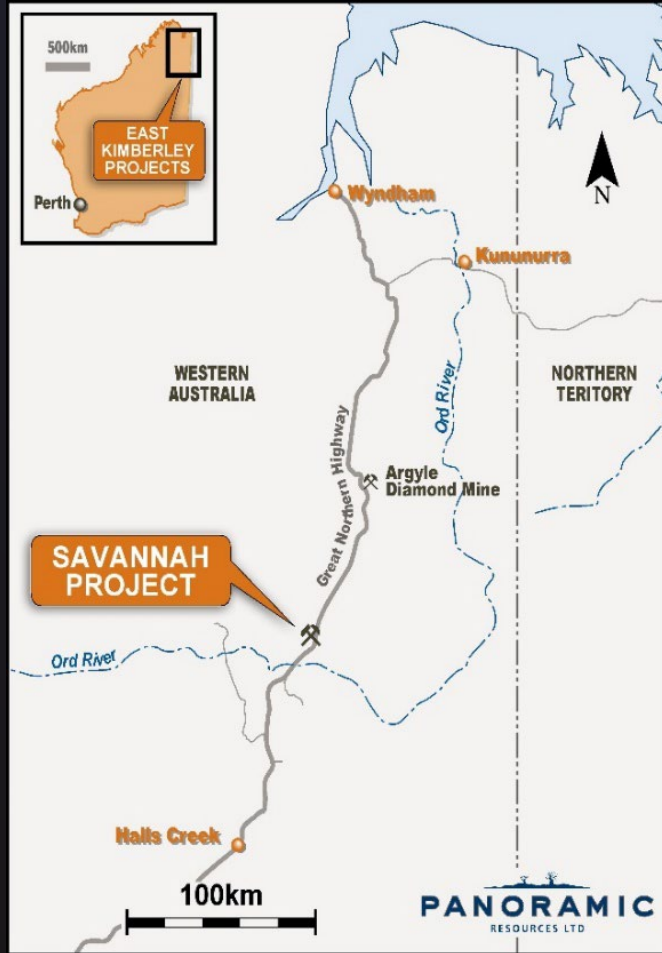 500km
EAST
KIMBERLEY
PROJECTS
Perth
N
Wyndham
Kununurra
WESTERN
AUSTRALIA
NORTHERN
TERITORY
Ord River
Great Northern Highway
Argyle
Diamond Mine
SAVANNAH
PROJECT
Ord River
Halls Creek
100km
PANORAMIC
RESOURCES LTD